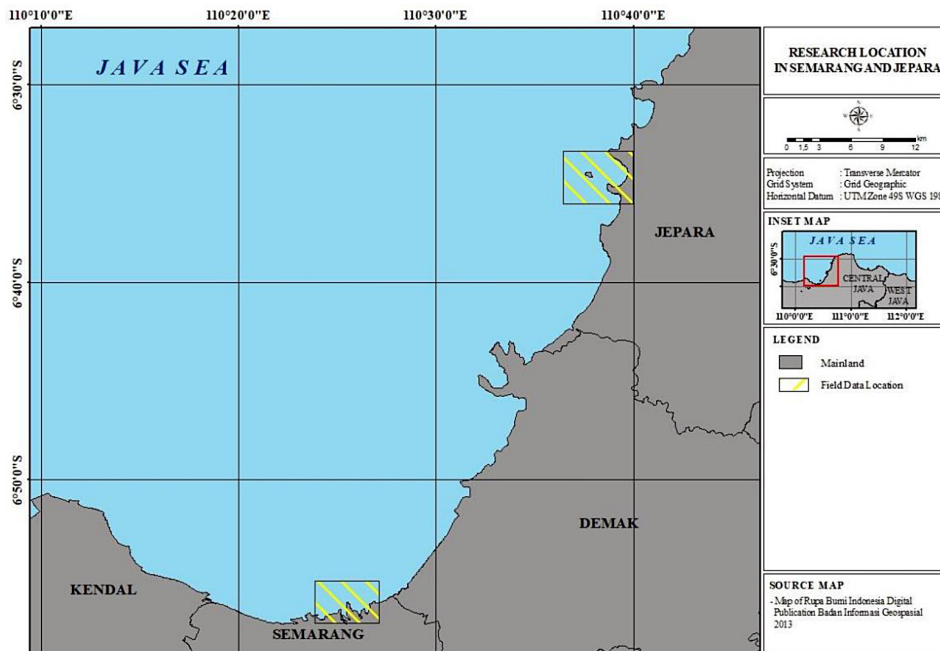 110°10'0"E 110°20'0"E 110°30'0"E 110°40'0"E
6°30'0"S
6°40'0"S
6°50'0"S
JAVA SEA
JEPARA
DEMAK
KENDAL
SEMARANG
RESEARCH LOCATION
IN SEMARANG AND JEPARA
N
0 1,5 3 6 9 12 km
Projection : Transverse Mercator
Grid System : Grid Geographic
Horizontal Datum : UTM Zone 49S WGS 198
INSET MAP
JAVA SEA
6°30'0"S
CENTRAL
JAVA
WEST
JAVA
110°0'0"E 111°0'0"E 112°0'0"E
LEGEND
Mainland
Field Data Location
SOURCE MAP
- Map of Rupa Bumi Indonesia Digital
Publication Badan Informasi Geospasial
2013